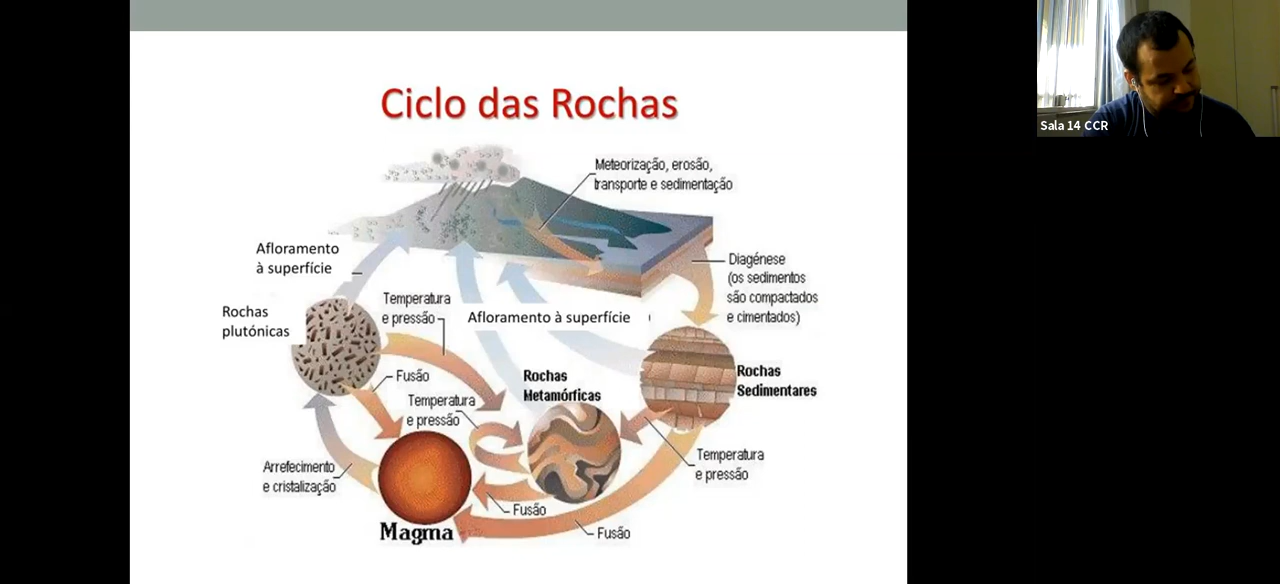 Ciclo das Rochas
Sala 14 CCR
Meteorização, erosão,
transporte e sedimentação
Afloramento
à superfície
Diagénese
(os sedimentos
são compactados
e cimentados)
Rochas
plutónicas
Temperatura
e pressão
Afloramento à superfície
Fusão
Rochas
Metamórficas
Rochas
Sedimentares
Temperatura
e pressão
Temperatura
e pressão
Arrefecimento
e cristalização
Fusão
Magma
Fusão